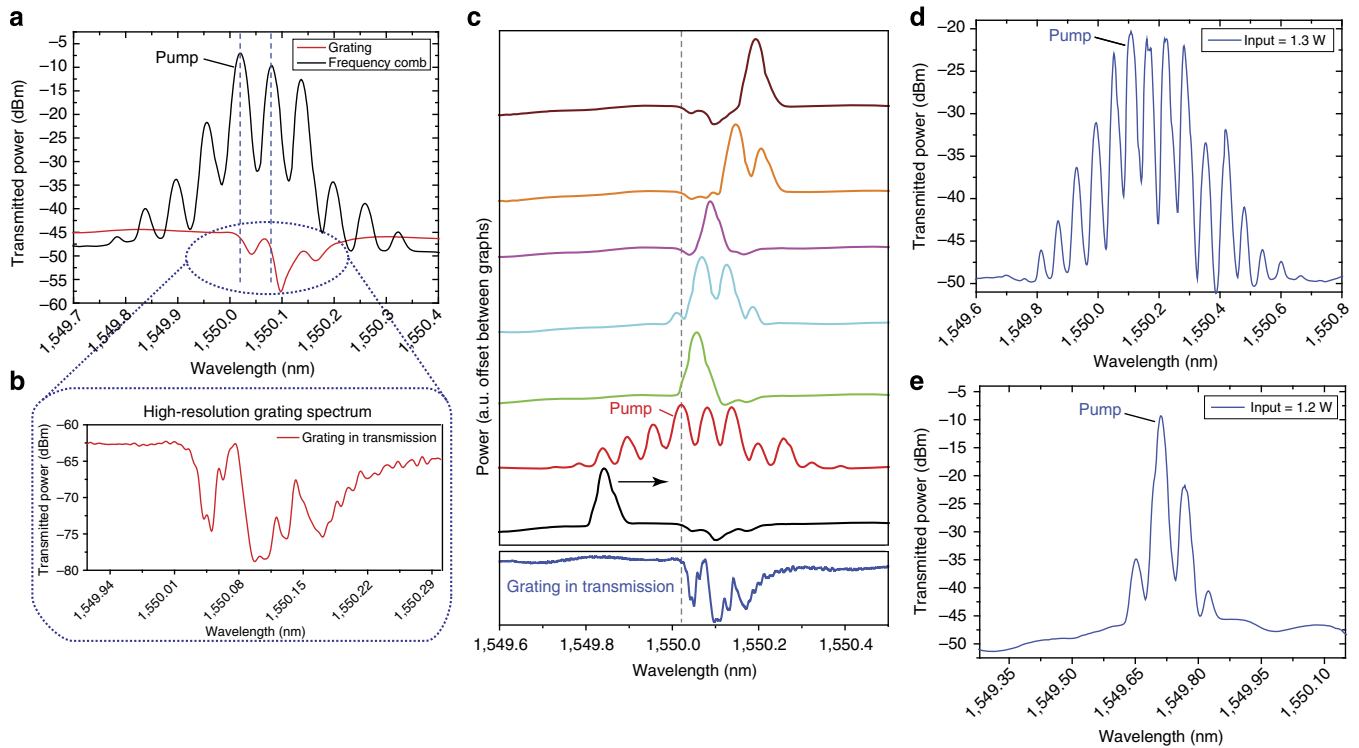 a
Transmitted power (dBm)
−5
−10
−15
−20
−25
−30
−35
−40
−45
−50
−55
−60
Pump
Grating
Frequency comb
1,549.7
1,549.8
1,549.9
1,550.0
1,550.1
1,550.2
1,550.3
1,550.4
Wavelength (nm)
b
High-resolution grating spectrum
Transmitted power (dBm)
−60
−65
−70
−75
−80
Grating in transmission
1,549.94
1,550.01
1,550.08
1,550.15
1,550.22
1,550.29
Wavelength (nm)
c
Power (a.u. offset between graphs)
Pump
Grating in transmission
1,549.6
1,549.8
1,550.0
1,550.2
1,550.4
Wavelength (nm)
d
Transmitted power (dBm)
−20
−25
−30
−35
−40
−45
−50
Pump
Input = 1.3 W
1,549.6
1,549.8
1,550.0
1,550.2
1,550.4
1,550.6
1,550.8
Wavelength (nm)
e
Transmitted power (dBm)
−5
−10
−15
−20
−25
−30
−35
−40
−45
−50
Pump
Input = 1.2 W
1,549.35
1,549.50
1,549.65
1,549.80
1,549.95
1,550.10
Wavelength (nm)